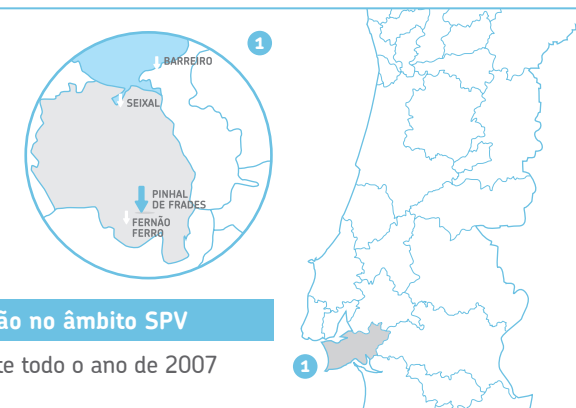 1
BARREIRO
SEIXAL
PINHAL
DE FRADES
FERNÃO
FERRO
ão no âmbito SPV
te todo o ano de 2007
1